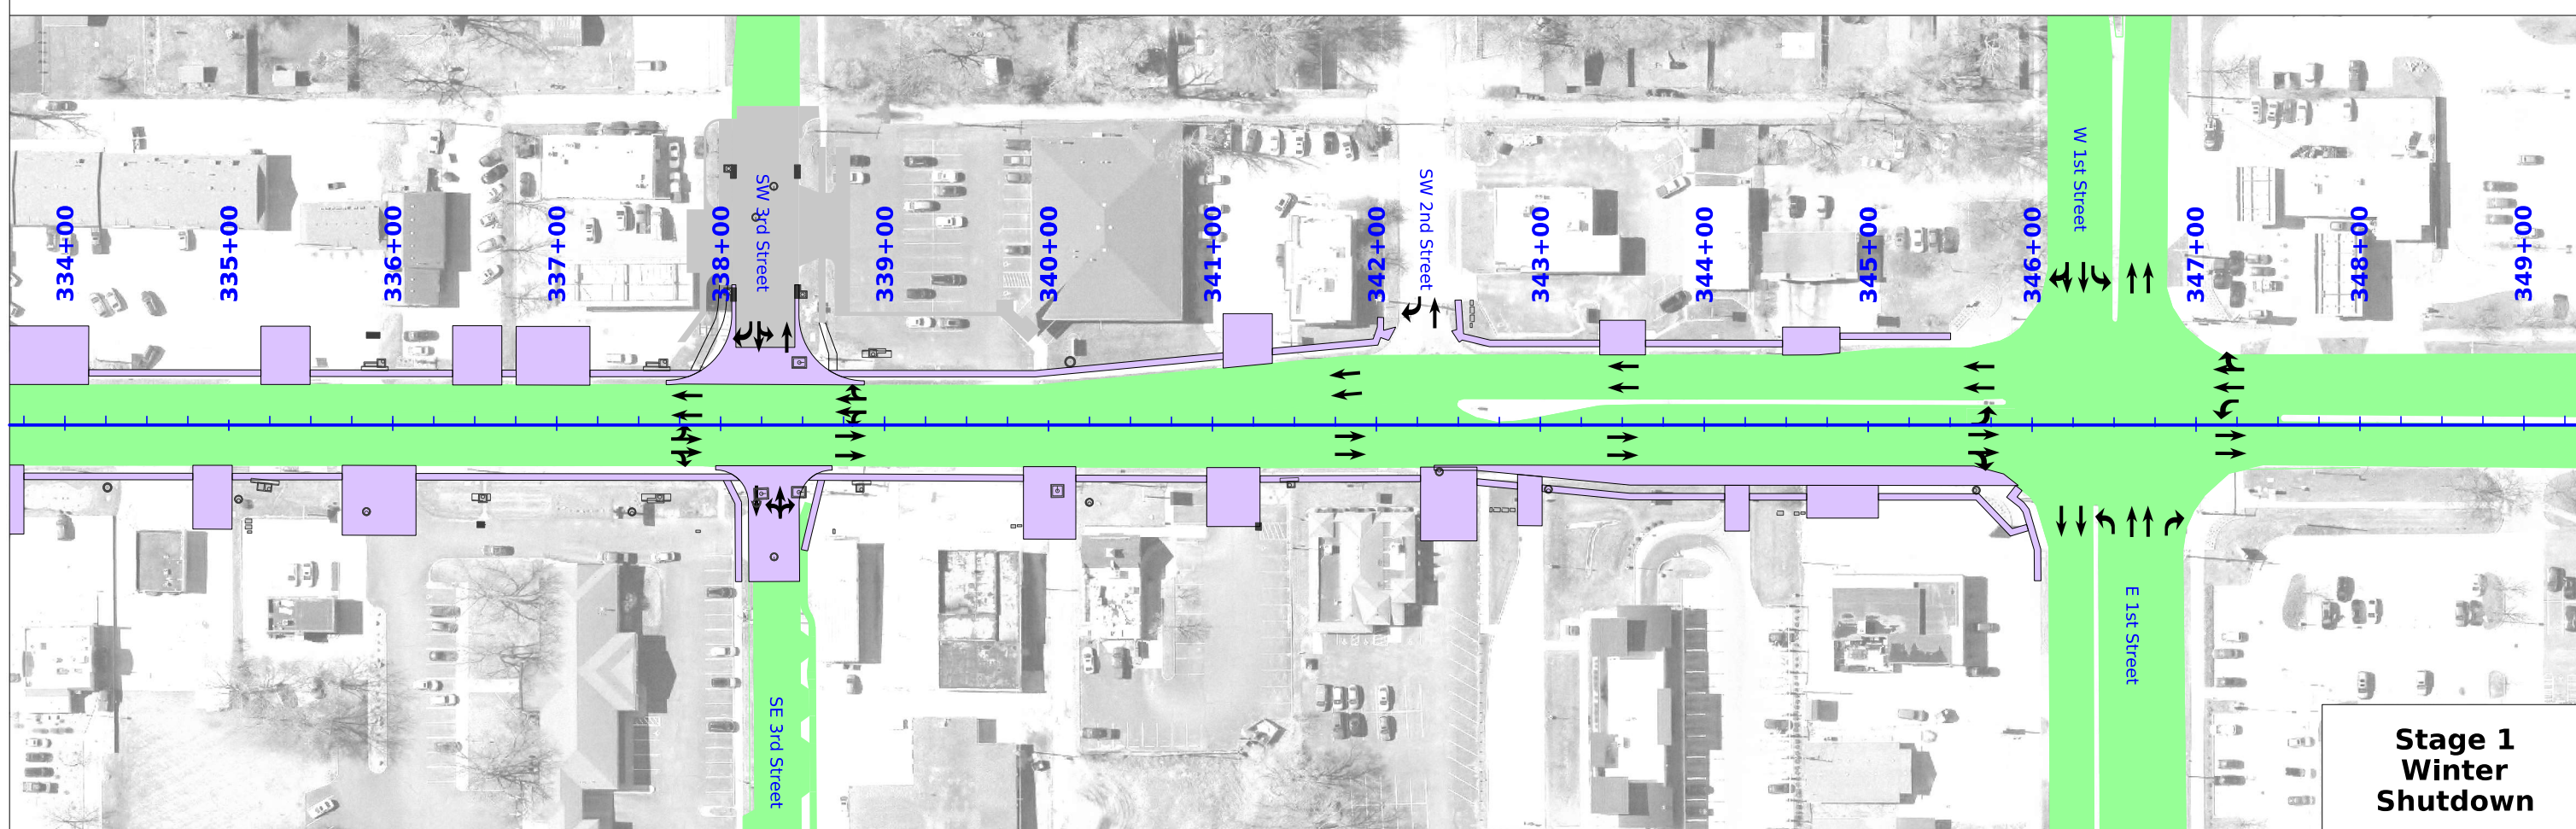 334+00
335+00
336+00
337+00
338+00
SW 3rd Street
339+00
340+00
341+00
342+00
SW 2nd Street
343+00
344+00
345+00
346+00
W 1st Street
347+00
348+00
349+00
SE 3rd Street
E 1st Street
Stage 1
Winter
Shutdown